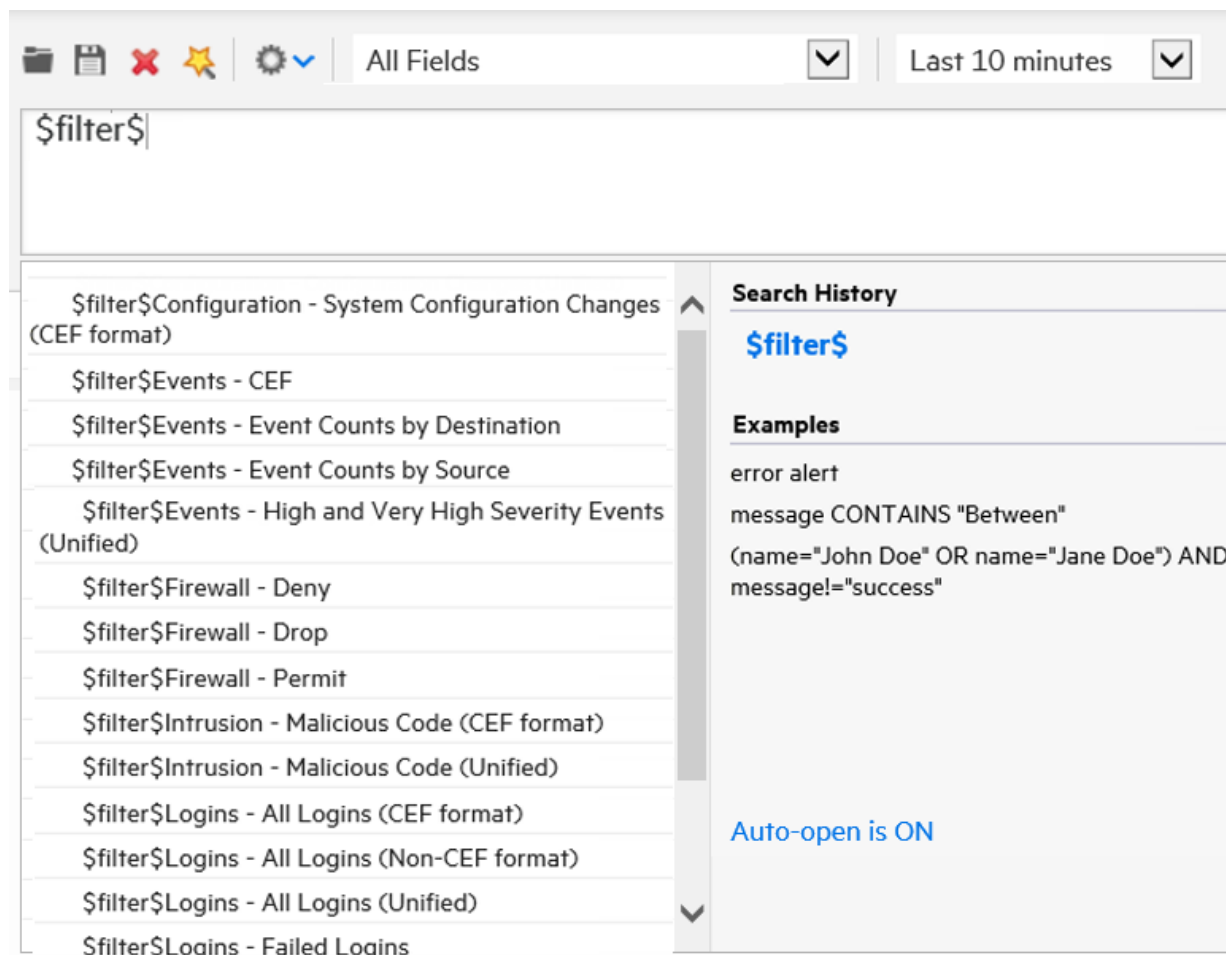 All Fields
Last 10 minutes
$filter$
$filter$Configuration - System Configuration Changes
(CEF format)
$filter$Events - CEF
$filter$Events - Event Counts by Destination
$filter$Events - Event Counts by Source
$filter$Events - High and Very High Severity Events
(Unified)
$filter$Firewall - Deny
$filter$Firewall - Drop
$filter$Firewall - Permit
$filter$Intrusion - Malicious Code (CEF format)
$filter$Intrusion - Malicious Code (Unified)
$filter$Logins - All Logins (CEF format)
$filter$Logins - All Logins (Non-CEF format)
$filter$Logins - All Logins (Unified)
$filter$Logins - Failed Logins
Search History
$filter$
Examples
error alert
message CONTAINS "Between"
(name="John Doe" OR name="Jane Doe") AND
message!="success"
Auto-open is ON